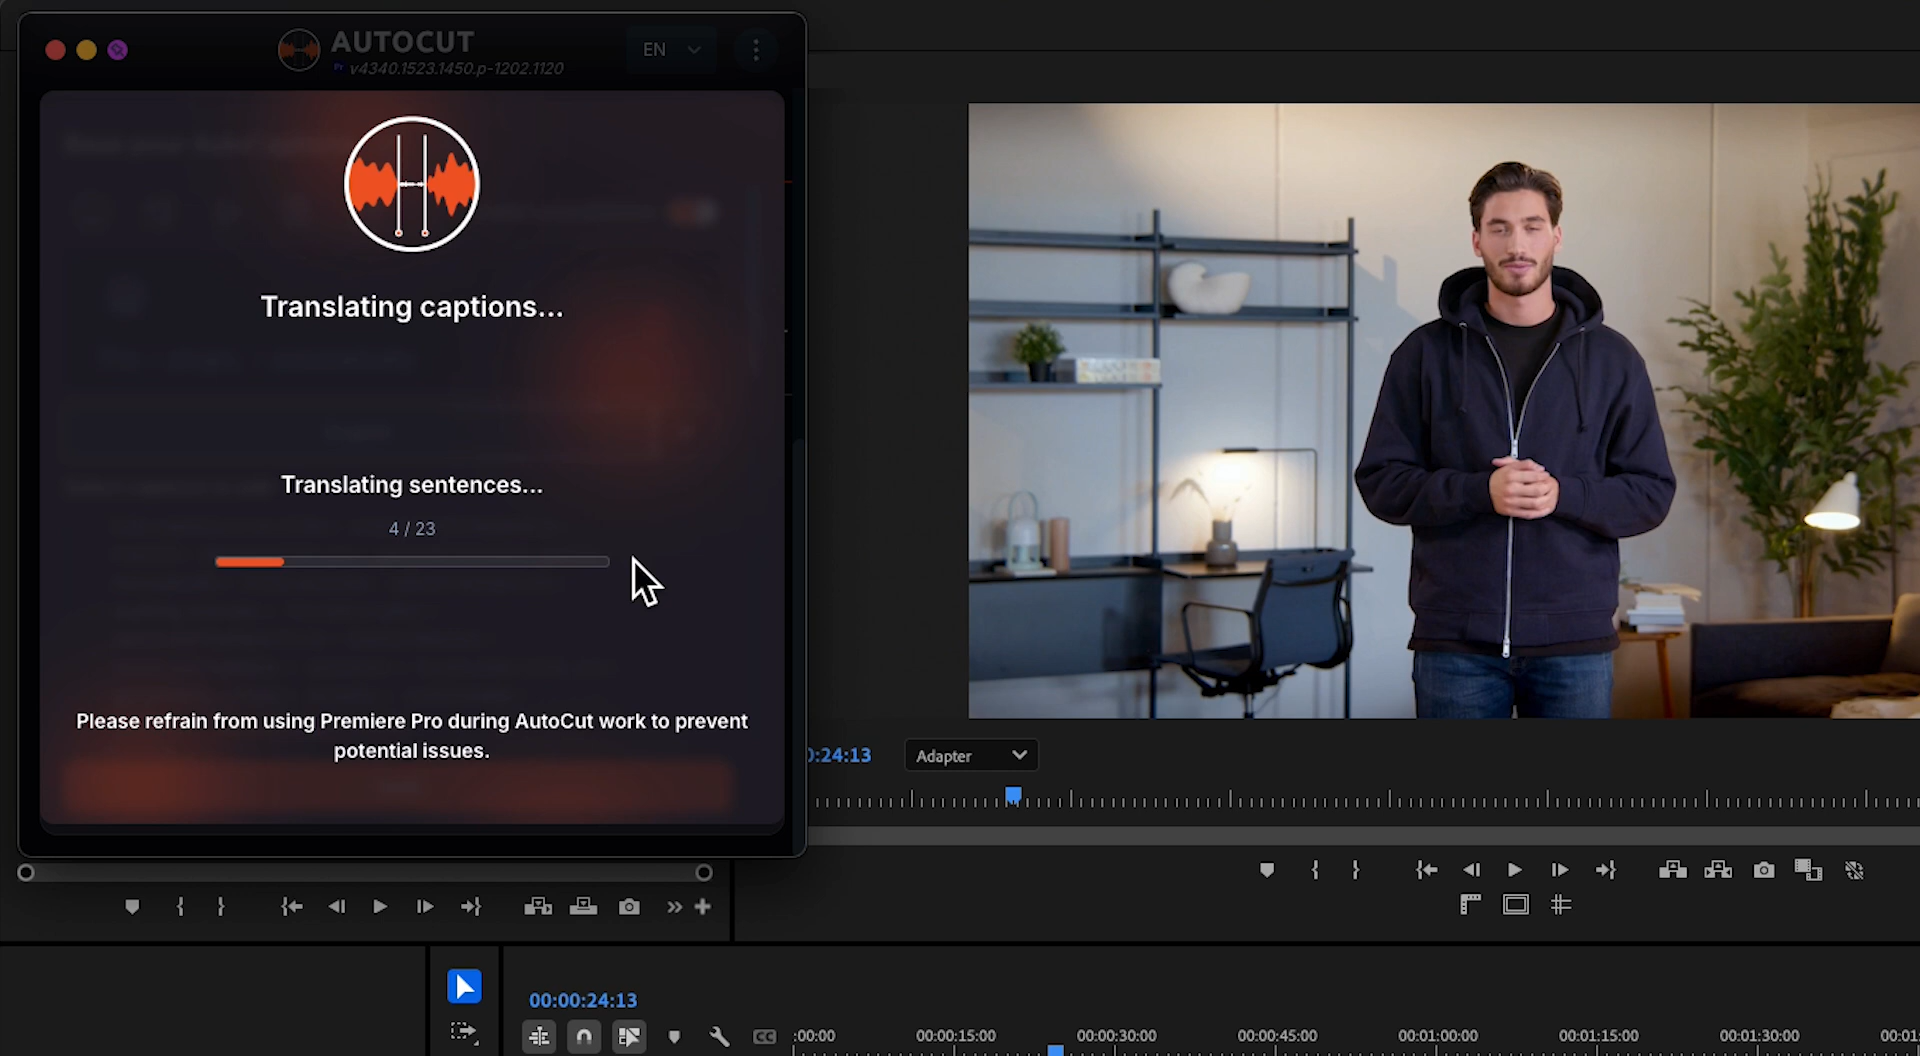 AUTOCUT
EN
Pr v4340.1523.1450.p-1202.1120
Translating captions...
Translating sentences...
4 / 23
Please refrain from using Premiere Pro during AutoCut work to prevent
potential issues.
:24:13
Adapter
00:00:24:13
CC
:00:00
00:00:15:00
00:00:30:00
00:00:45:00
00:01:00:00
00:01:15:00
00:01:30:00
00:01